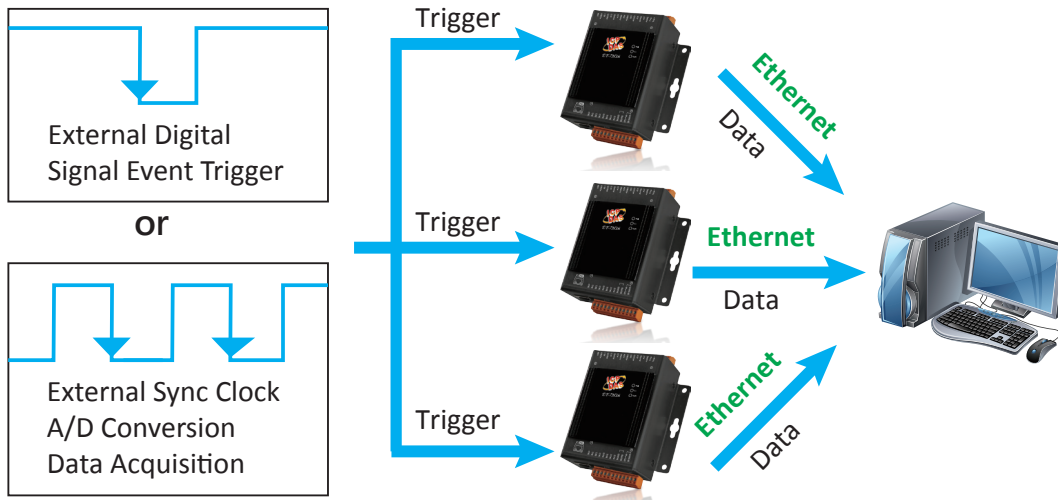 External Digital
Signal Event Trigger
or
External Sync Clock
A/D Conversion
Data Acquisition
Trigger
Trigger
Trigger
Ethernet
Data
Ethernet
Data
Ethernet
Data